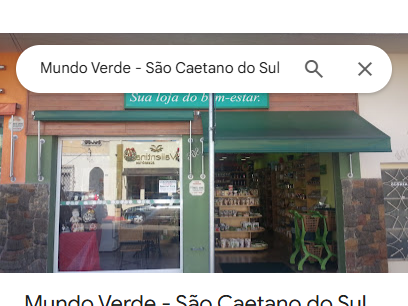 Mundo Verde - São Caetano do Sul
Sua loja do bem-estar.
Mundo Verde - São Caetano do Sul